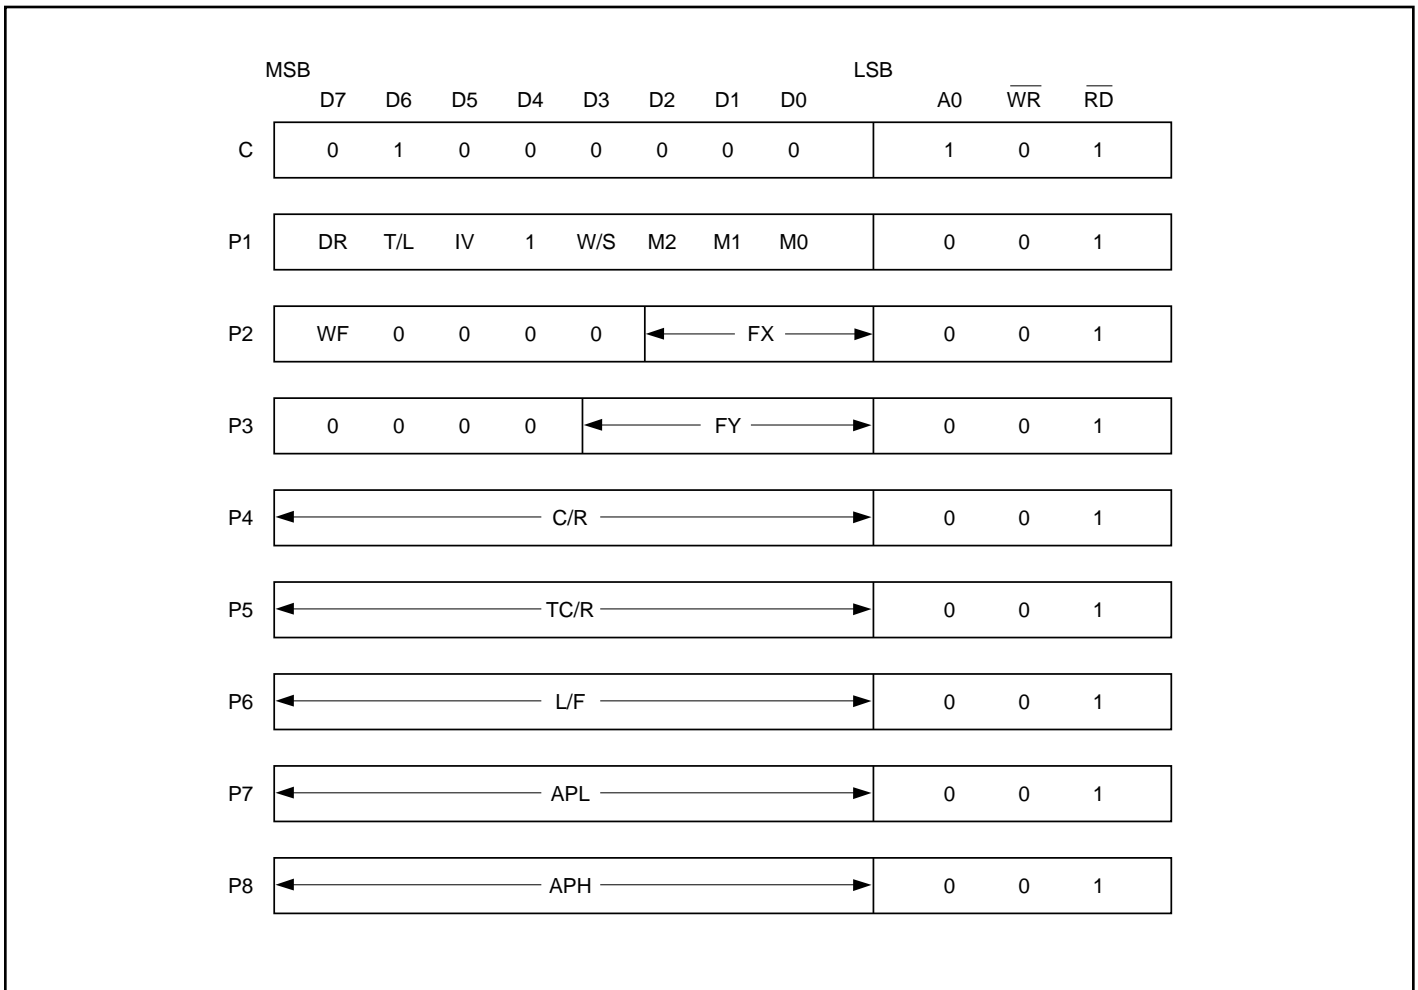 MSB LSB
D7 D6 D5 D4 D3 D2 D1 D0 A0 WR RD
C 0 1 0 0 0 0 0 0 1 0 1
P1 DR T/L IV 1 W/S M2 M1 M0 0 0 1
P2 WF 0 0 0 0 FX 0 0 1
P3 0 0 0 0 FY 0 0 1
P4 C/R 0 0 1
P5 TC/R 0 0 1
P6 L/F 0 0 1
P7 APL 0 0 1
P8 APH 0 0 1